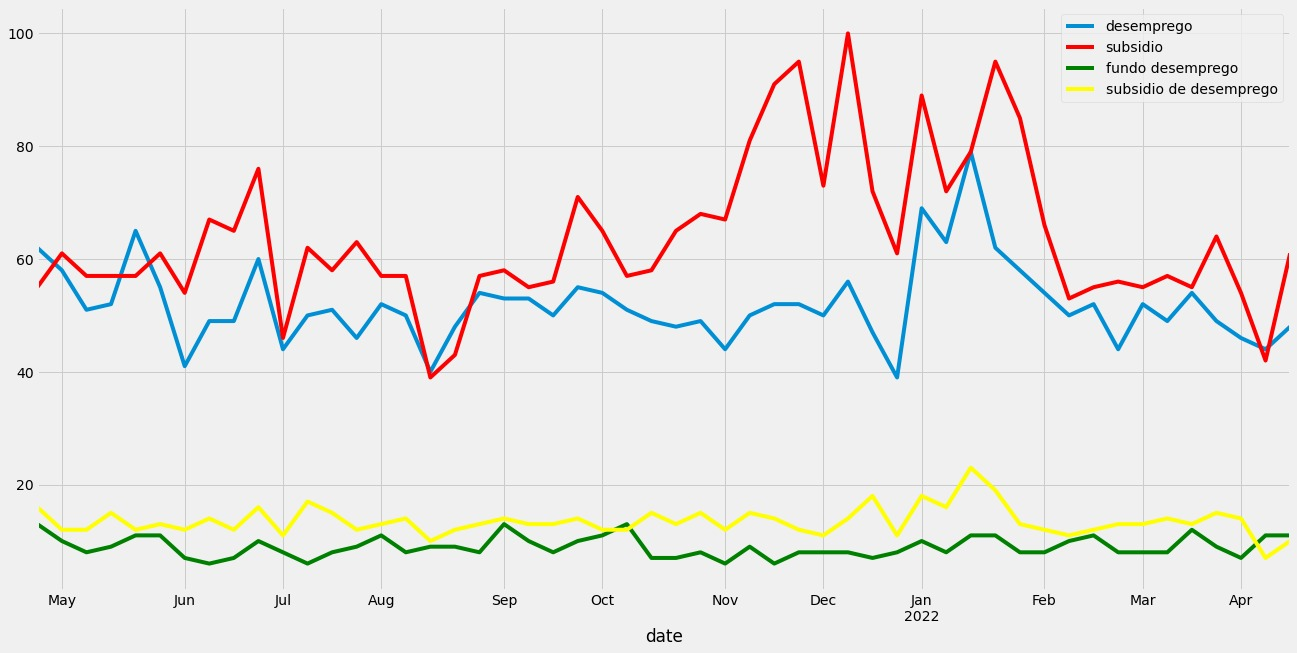 100
80
60
40
20
desemprego
subsidio
fundo desemprego
subsidio de desemprego
May Jun Jul Aug Sep Oct Nov Dec Jan Feb Mar Apr
2022
date